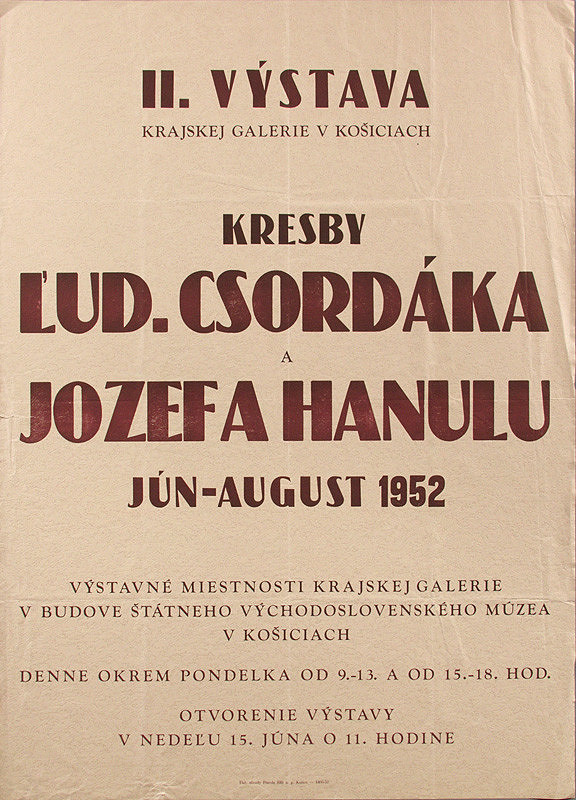 II. VÝSTAVA
KRAJSKEJ GALERIE V KOŠICIACH
KRESBY
ĽUD. CSORDÁKA
A
JOZEFA HANULU
JÚN-AUGUST 1952
VÝSTAVNÉ MIESTNOSTI KRAJSKEJ GALERIE
V BUDOVE ŠTÁTNEHO VÝCHODOSLOVENSKÉHO MÚZEA
V KOŠICIACH
DENNE OKREM PONDELKA OD 9.-13. A OD 15.-18. HOD.
OTVORENIE VÝSTAVY
V NEDEĽU 15. JÚNA O 11. HODINE